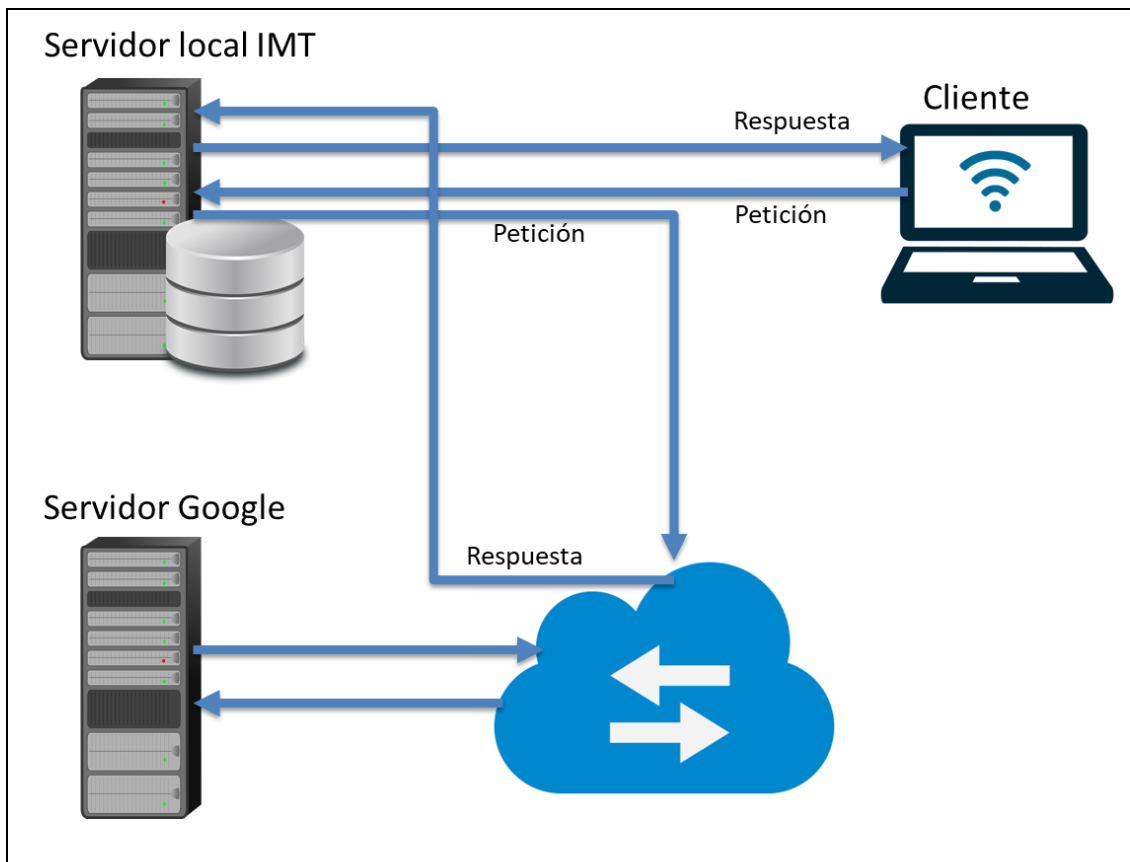 Servidor local IMT
Cliente
Respuesta
Petición
Petición
Servidor Google
Respuesta